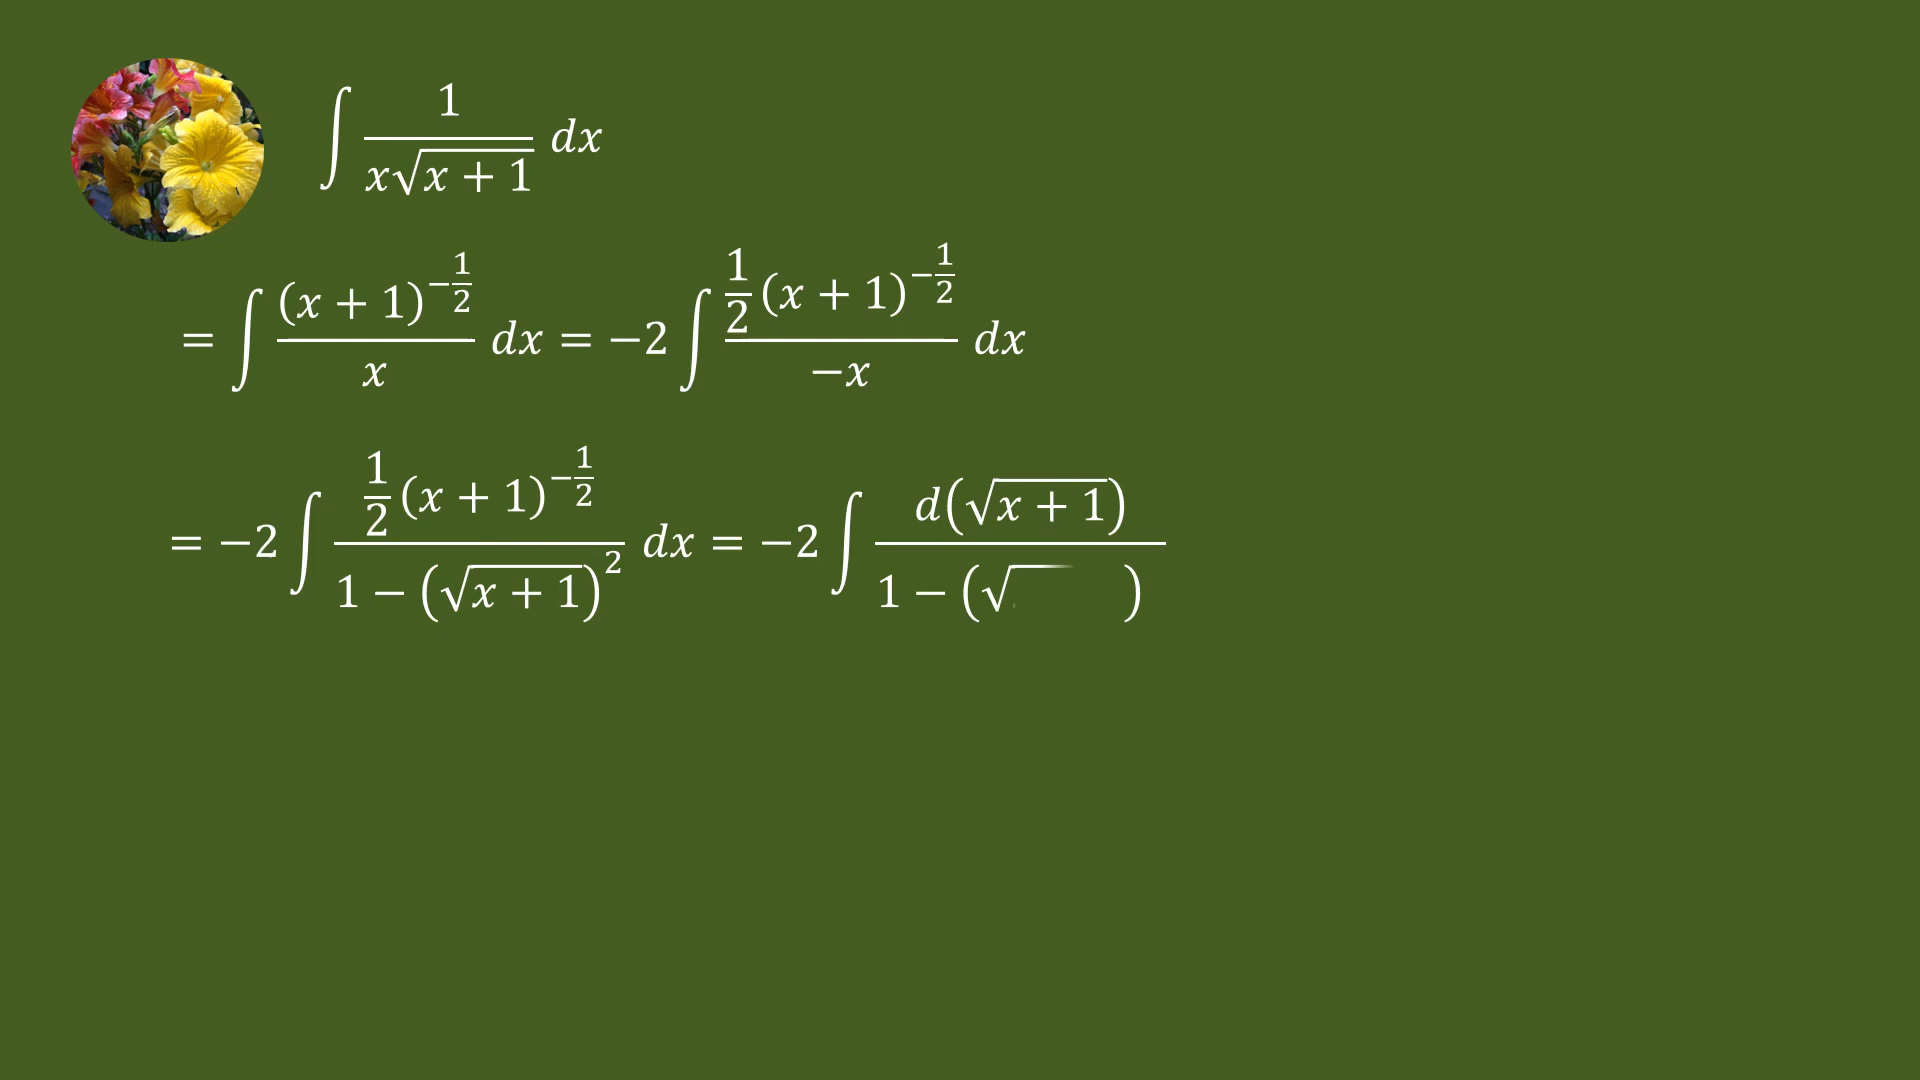 ∫ 1/(x√(x + 1)) dx
= ∫ (x + 1)^(−1/2)/x dx = −2 ∫ (1/2 (x + 1)^(−1/2))/(−x) dx
= −2 ∫ (1/2 (x + 1)^(−1/2))/(1 − (√(x + 1))²) dx = −2 ∫ d(√(x + 1))/(1 − (√ ))